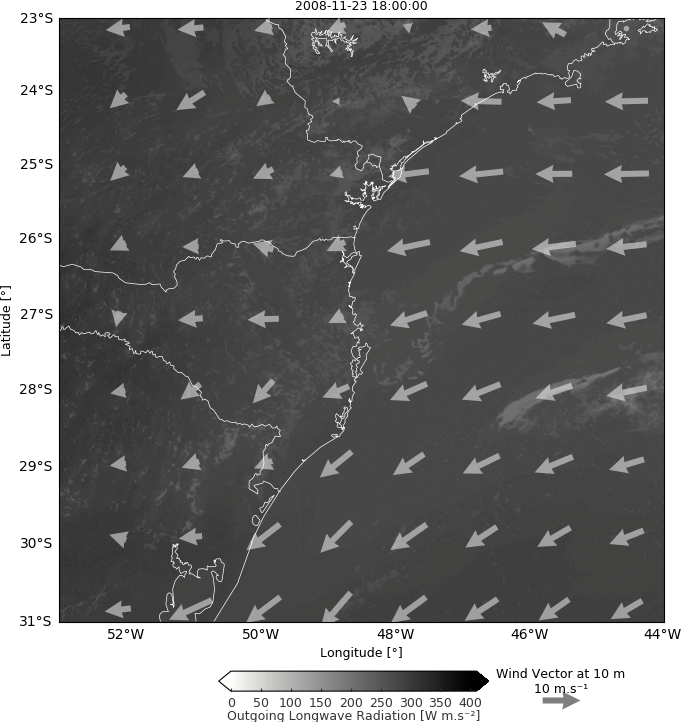 2008-11-23 18:00:00
23°S
24°S
25°S
26°S
27°S
28°S
29°S
30°S
31°S
Latitude [°]
52°W 50°W 48°W 46°W 44°W
Longitude [°]
0 50 100 150 200 250 300 350 400
Outgoing Longwave Radiation [W m.s⁻²]
Wind Vector at 10 m
10 m.s⁻¹